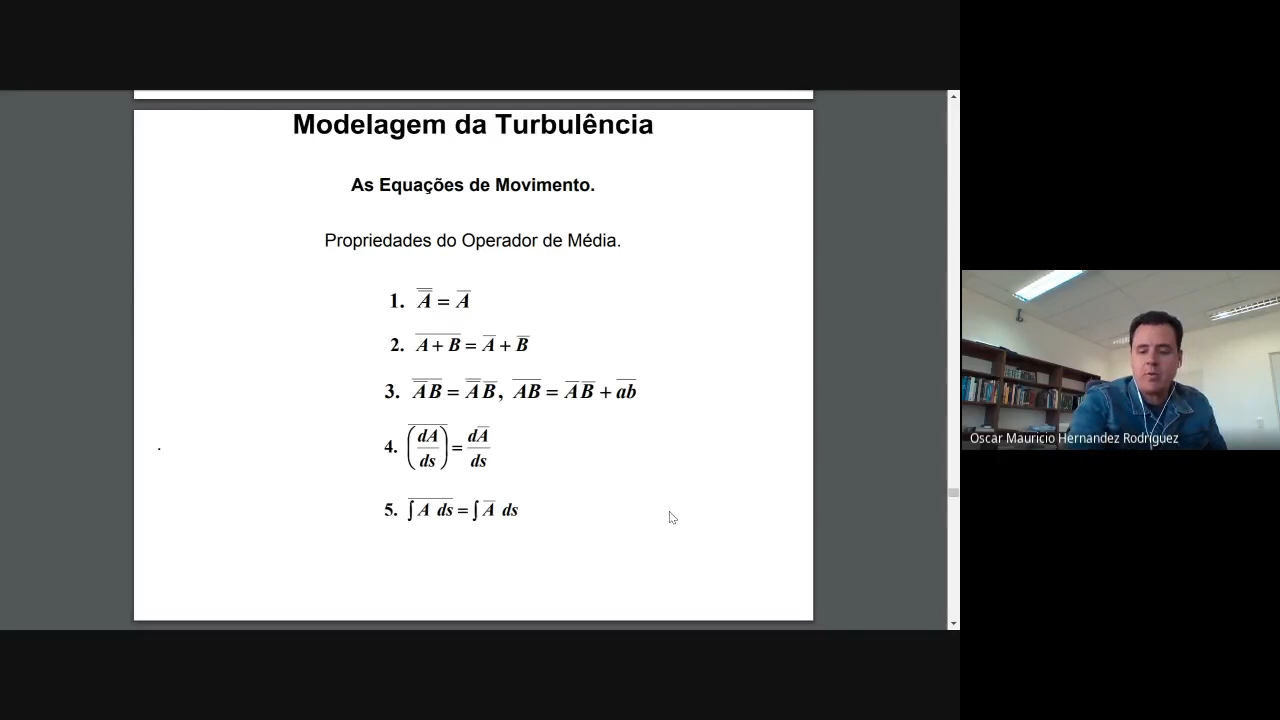 Modelagem da Turbulência
As Equações de Movimento.
Propriedades do Operador de Média.
1. $\overline{\overline{A}} = \overline{A}$
2. $\overline{A + B} = \overline{A} + \overline{B}$
3. $\overline{\overline{A} B} = \overline{\overline{A}}\, \overline{B}, \; \overline{AB} = \overline{A}\,\overline{B} + \overline{ab}$
4. $\overline{\left(\frac{dA}{ds}\right)} = \frac{d\overline{A}}{ds}$
5. $\overline{\int A \; ds} = \int \overline{A} \; ds$
Oscar Mauricio Hernandez Rodriguez